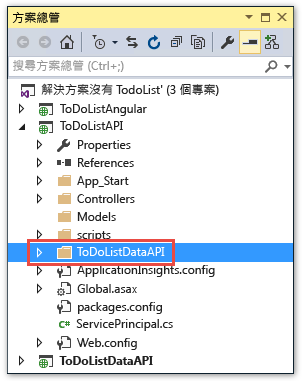 方案總管
搜尋方案總管 (Ctrl+;)
解決方案沒有 TodoList' (3 個專案)
ToDoListAngular
ToDoListAPI
Properties
References
App_Start
Controllers
Models
scripts
ToDoListDataAPI
ApplicationInsights.config
Global.asax
packages.config
C# ServicePrincipal.cs
Web.config
ToDoListDataAPI